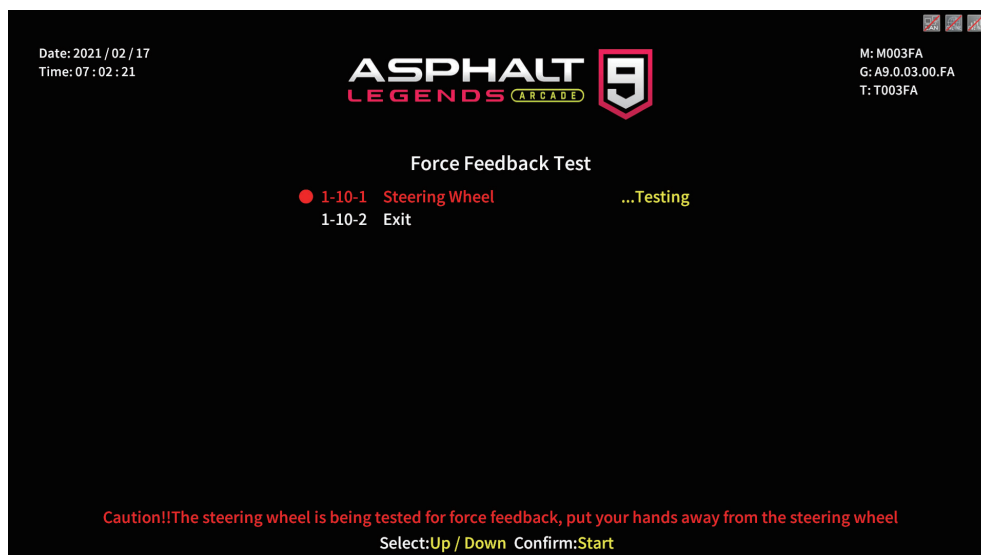 Date: 2021 / 02 / 17
Time: 07 : 02 : 21
ASPHALT 9
LEGENDS ARCADE
M: M003FA
G: A9.0.03.00.FA
T: T003FA
Force Feedback Test
1-10-1 Steering Wheel ...Testing
1-10-2 Exit
Caution!!The steering wheel is being tested for force feedback, put your hands away from the steering wheel
Select:Up / Down Confirm:Start